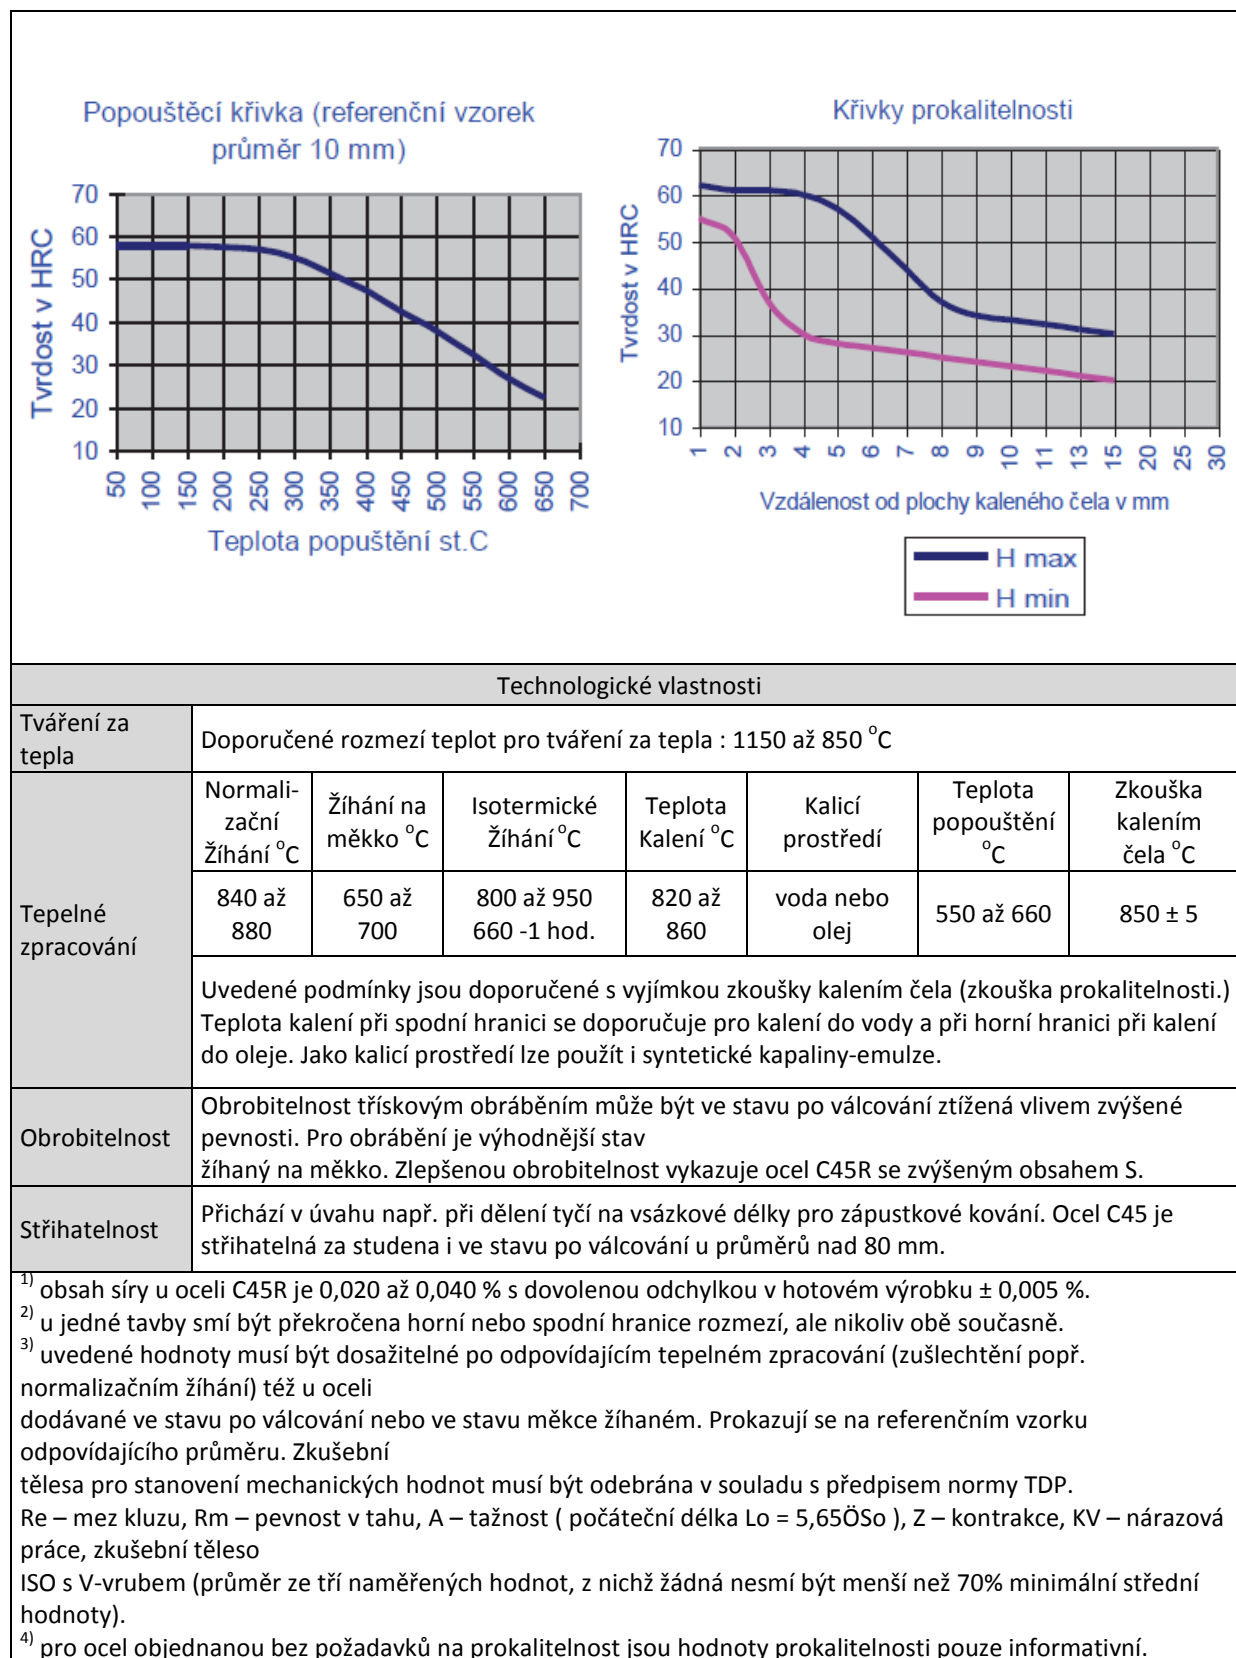 Popouštěcí křivka (referenční vzorek
průměr 10 mm)
Tvrdost v HRC
70
60
50
40
30
20
10
50
100
150
200
250
300
350
400
450
500
550
600
650
700
Teplota popuštění st.C
Křivky prokalitelnosti
Tvrdost v HRC
70
60
50
40
30
20
10
1
2
3
4
5
6
7
8
9
10
11
13
15
20
25
30
Vzdálenost od plochy kaleného čela v mm
H max
H min
Technologické vlastnosti
Tváření za
tepla
Doporučené rozmezí teplot pro tváření za tepla : 1150 až 850 °C
Tepelné
zpracování
Normali-
zační
Žíhání °C
Žíhání na
měkko °C
Isotermické
Žíhání °C
Teplota
Kalení °C
Kalicí
prostředí
Teplota
popouštění
°C
Zkouška
kalením
čela °C
840 až
880
650 až
700
800 až 950
660 -1 hod.
820 až
860
voda nebo
olej
550 až 660
850 ± 5
Uvedené podmínky jsou doporučené s vyjímkou zkoušky kalením čela (zkouška prokalitelnosti.)
Teplota kalení při spodní hranici se doporučuje pro kalení do vody a při horní hranici při kalení
do oleje. Jako kalicí prostředí lze použít i syntetické kapaliny-emulze.
Obrobitelnost
Obrobitelnost třískovým obráběním může být ve stavu po válcování ztížená vlivem zvýšené
pevnosti. Pro obrábění je výhodnější stav
žíhaný na měkko. Zlepšenou obrobitelnost vykazuje ocel C45R se zvýšeným obsahem S.
Střihatelnost
Přichází v úvahu např. při dělení tyčí na vsázkové délky pro zápustkové kování. Ocel C45 je
střihatelná za studena i ve stavu po válcování u průměrů nad 80 mm.
1) obsah síry u oceli C45R je 0,020 až 0,040 % s dovolenou odchylkou v hotovém výrobku ± 0,005 %.
2) u jedné tavby smí být překročena horní nebo spodní hranice rozmezí, ale nikoliv obě současně.
3) uvedené hodnoty musí být dosažitelné po odpovídajícím tepelném zpracování (zušlechtění popř.
normalizačním žíhání) též u oceli
dodávané ve stavu po válcování nebo ve stavu měkce žíhaném. Prokazují se na referenčním vzorku
odpovídajícího průměru. Zkušební
tělesa pro stanovení mechanických hodnot musí být odebrána v souladu s předpisem normy TDP.
Re – mez kluzu, Rm – pevnost v tahu, A – tažnost ( počáteční délka Lo = 5,65ÖSo ), Z – kontrakce, KV – nárazová
práce, zkušební těleso
ISO s V-vrubem (průměr ze tří naměřených hodnot, z nichž žádná nesmí být menší než 70% minimální střední
hodnoty).
4) pro ocel objednanou bez požadavků na prokalitelnost jsou hodnoty prokalitelnosti pouze informativní.